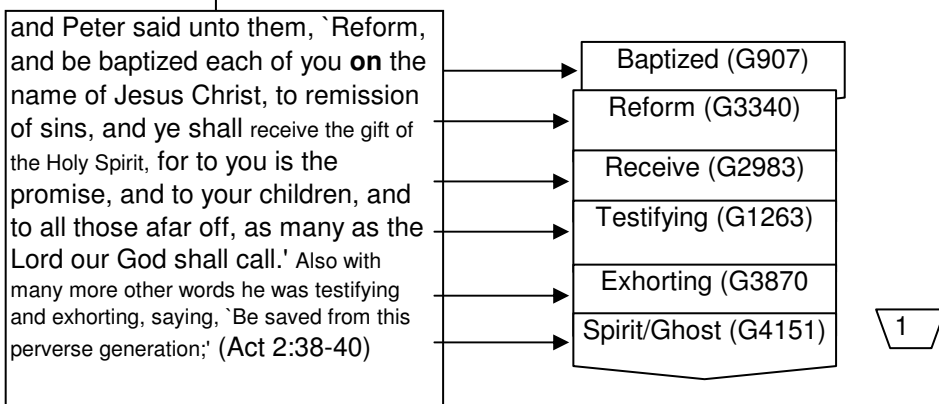 and Peter said unto them, `Reform,
and be baptized each of you on the
name of Jesus Christ, to remission
of sins, and ye shall receive the gift of
the Holy Spirit, for to you is the
promise, and to your children, and
to all those afar off, as many as the
Lord our God shall call.' Also with
many more other words he was testifying
and exhorting, saying, `Be saved from this
perverse generation;' (Act 2:38-40)
Baptized (G907)
Reform (G3340)
Receive (G2983)
Testifying (G1263)
Exhorting (G3870
Spirit/Ghost (G4151)
1